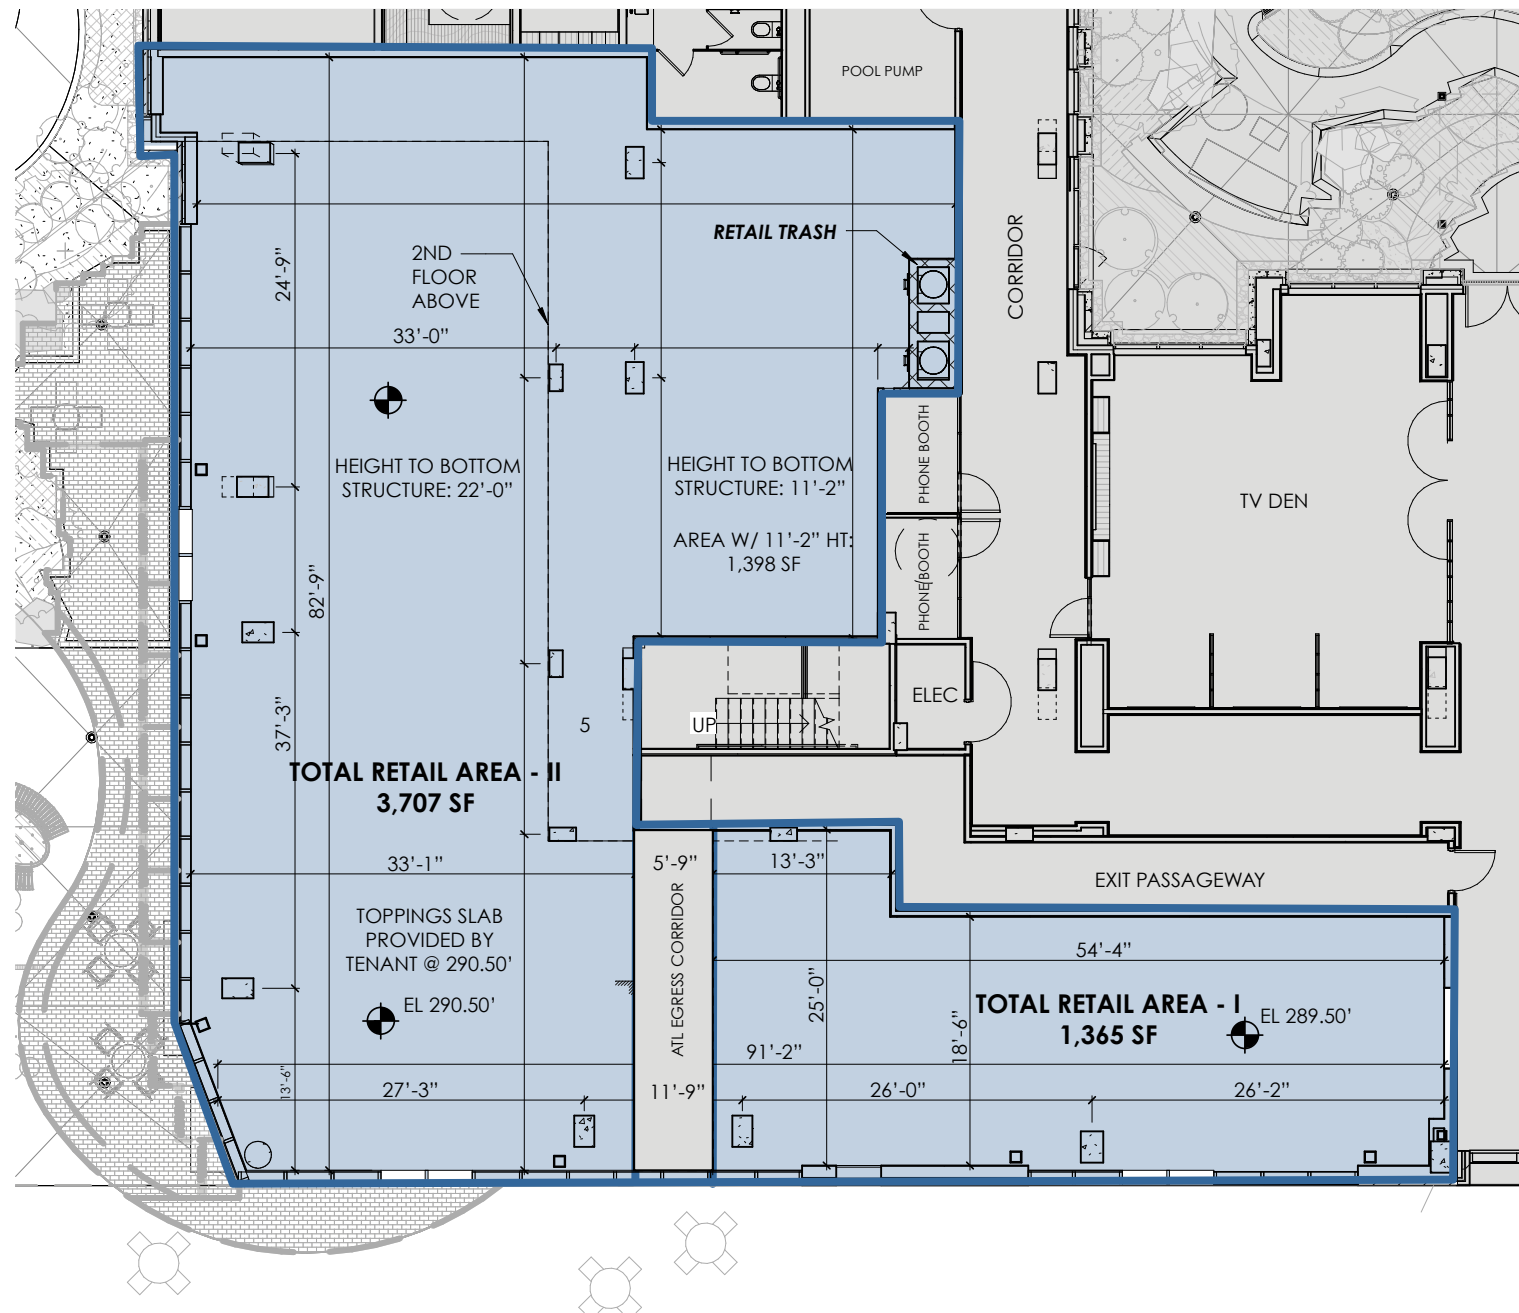 POOL PUMP
RETAIL TRASH
CORRIDOR
2ND
FLOOR
ABOVE
24'-9"
33'-0"
PHONE BOOTH
HEIGHT TO BOTTOM
STRUCTURE: 22'-0"
HEIGHT TO BOTTOM
STRUCTURE: 11'-2"
AREA W/ 11'-2" HT:
1,398 SF
TV DEN
PHONE BOOTH
82'-9"
37'-3"
5
UP
ELEC
TOTAL RETAIL AREA - II
3,707 SF
33'-1"
5'-9"
13'-3"
EXIT PASSAGEWAY
TOPPINGS SLAB
PROVIDED BY
TENANT @ 290.50'
EL 290.50'
ATL EGRESS CORRIDOR
54'-4"
25'-0"
18'-6"
TOTAL RETAIL AREA - I
1,365 SF
EL 289.50'
91'-2"
13'-6"
27'-3"
11'-9"
26'-0"
26'-2"